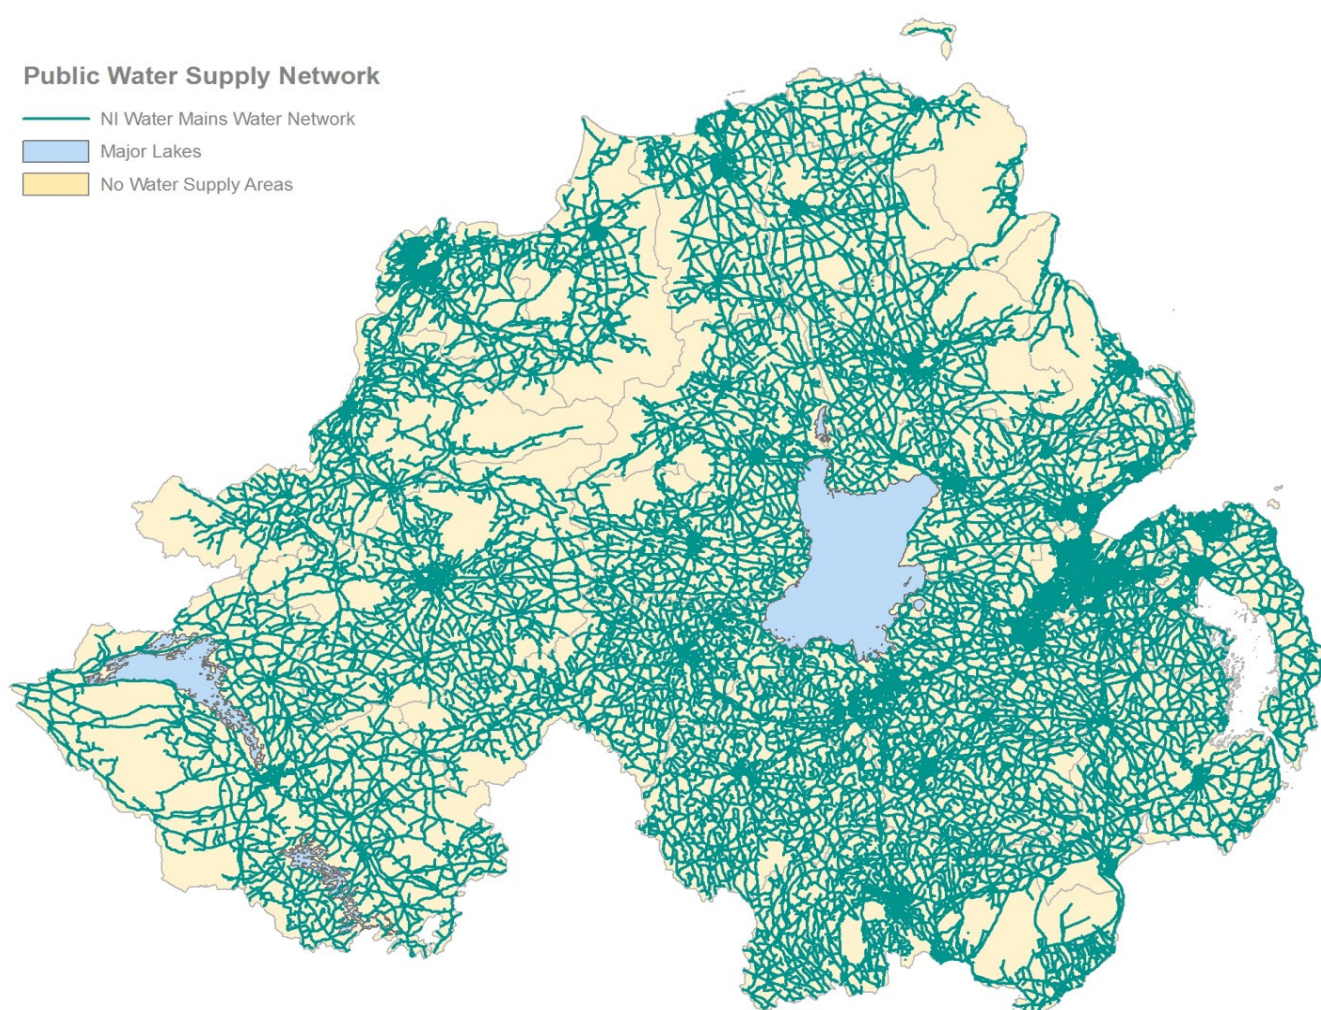 Public Water Supply Network
NI Water Mains Water Network
Major Lakes
No Water Supply Areas